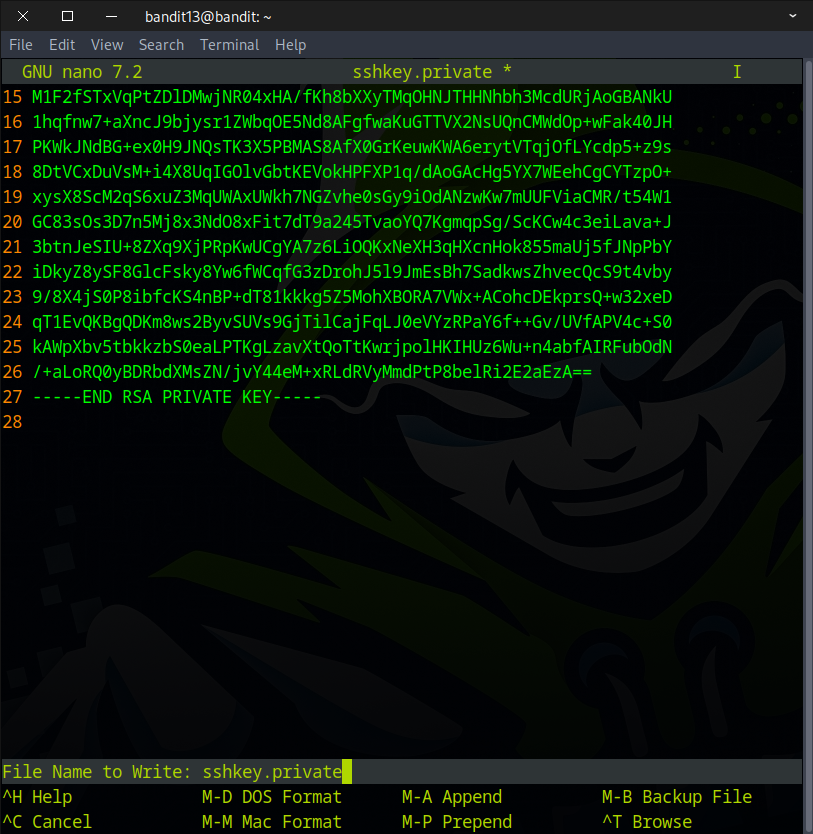 bandit13@bandit: ~
File Edit View Search Terminal Help
GNU nano 7.2 sshkey.private * I
15 M1F2fSTxVqPtZDlDMwjNR04xHA/fKh8bXXyTMqOHNJTHHNhbh3McdURjAoGBANkU
16 1hqfnw7+aXncJ9bjysr1ZWbqOE5Nd8AFgfwaKuGTTVX2NsUQnCMWdOp+wFak40JH
17 PKWkJNdBG+ex0H9JNQsTK3X5PBMAS8AfX0GrKeuwKWA6erytVTqjOfLYcdp5+z9s
18 8DtVCxDuVsM+i4X8UqIGOlvGbtKEVokHPFXP1q/dAoGAcHg5YX7WEehCgCYTzpO+
19 xysX8ScM2qS6xuZ3MqUWAxUWkh7NGZvhe0sGy9iOdANzwKw7mUUFViaCMR/t54W1
20 GC83sOs3D7n5Mj8x3NdO8xFit7dT9a245TvaoYQ7KgmqpSg/ScKCw4c3eiLava+J
21 3btnJeSIU+8ZXq9XjPRpKwUCgYA7z6LiOQKxNeXH3qHXcnHok855maUj5fJNpPbY
22 iDkyZ8ySF8GlcFsky8Yw6fWCqfG3zDrohJ5l9JmEsBh7SadkwsZhvecQcS9t4vby
23 9/8X4jS0P8ibfcKS4nBP+dT81kkkg5Z5MohXBORA7VWx+ACohcDEkprsQ+w32xeD
24 qT1EvQKBgQDKm8ws2ByvSUVs9GjTilCajFqLJ0eVYzRPaY6f++Gv/UVfAPV4c+S0
25 kAWpXbv5tbkkzbS0eaLPTKgLzavXtQoTtKwrjpolHKIHUz6Wu+n4abfAIRFubOdN
26 /+aLoRQ0yBDRbdXMsZN/jvY44eM+xRLdRVyMmdPtP8belRi2E2aEzA==
27 -----END RSA PRIVATE KEY-----
28
File Name to Write: sshkey.private
^H Help M-D DOS Format M-A Append M-B Backup File
^C Cancel M-M Mac Format M-P Prepend ^T Browse